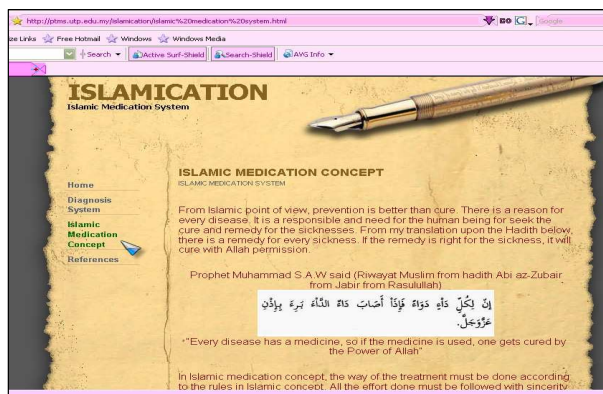 http://ptms.utp.edu.my/islamication/islamic%20medication%20system.html
GO
Google
ze Links Free Hotmail Windows Windows Media
Search Active Surf-Shield Search-Shield AVG Info
ISLAMICATION
Islamic Medication System
Home
Diagnosis
System
Islamic
Medication
Concept
References
ISLAMIC MEDICATION CONCEPT
ISLAMIC MEDICATION SYSTEM
From Islamic point of view, prevention is better than cure. There is a reason for
every disease. It is a responsible and need for the human being for seek the
cure and remedy for the sicknesses. From my translation upon the Hadith below,
there is a remedy for every sickness. If the remedy is right for the sickness, it will
cure with Allah permission.
Prophet Muhammad S.A.W said (Riwayat Muslim from hadith Abi az-Zubair
from Jabir from Rasulullah)
إِنَّ لِكُلِّ دَاءٍ دَوَاءً فَإِذَا أَصَابَ دَاءً الدَّاءَ بَرِءَ بِإِذْنِ
عَزَّوَجَلَّ.
"Every disease has a medicine, so if the medicine is used, one gets cured by
the Power of Allah"
In Islamic medication concept, the way of the treatment must be done according
to the rules in Islamic concept. All the effort done must be followed with sincerity